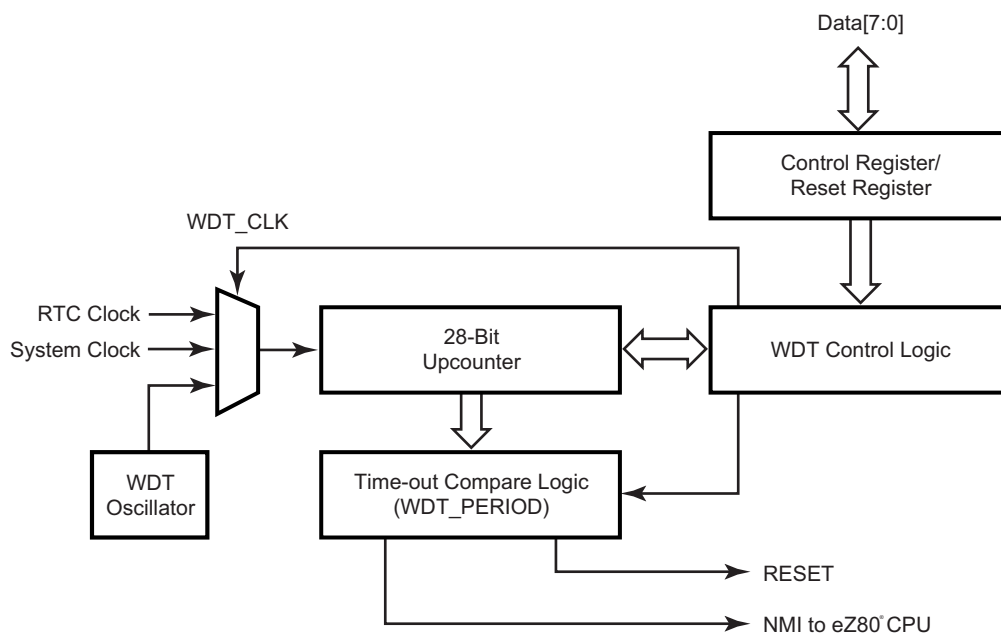 Data[7:0]
Control Register/
Reset Register
WDT_CLK
RTC Clock
System Clock
28-Bit
Upcounter
WDT Control Logic
WDT
Oscillator
Time-out Compare Logic
(WDT_PERIOD)
RESET
NMI to eZ80° CPU